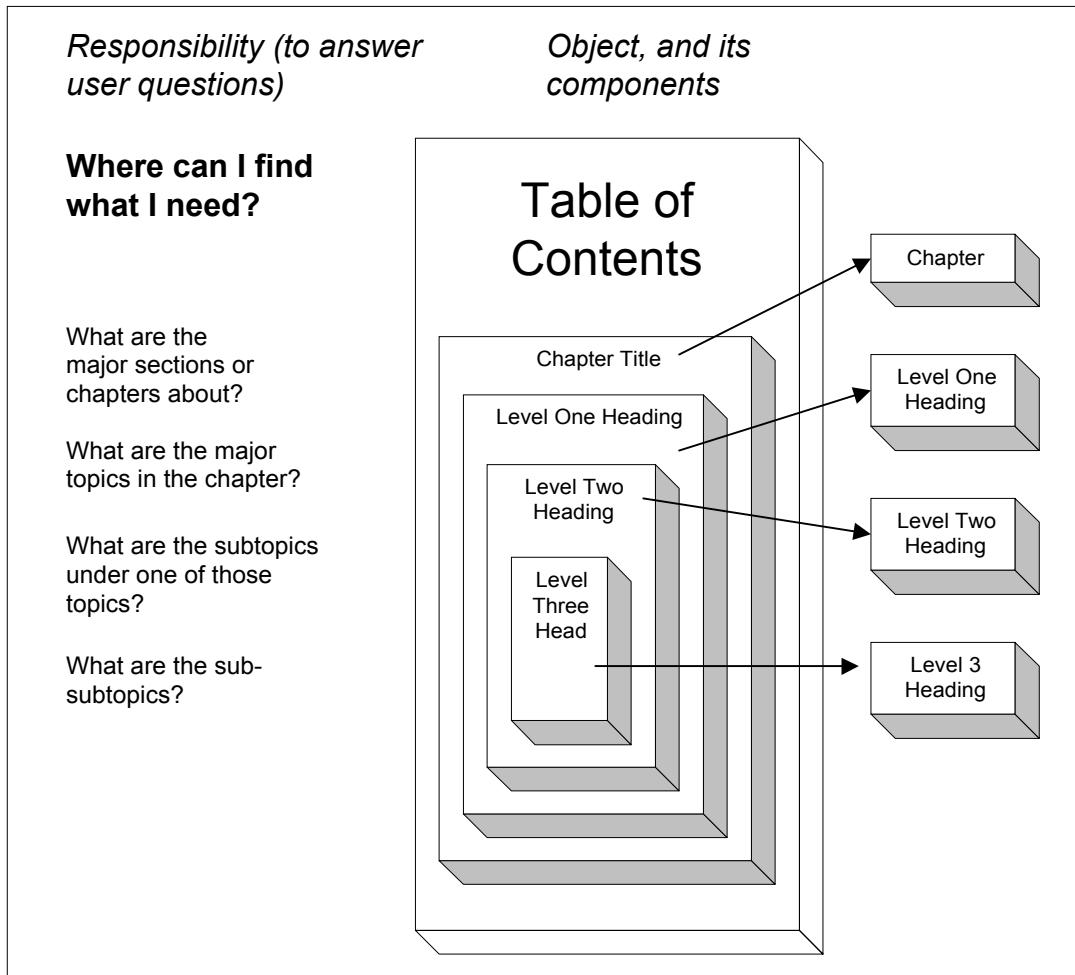 Responsibility (to answer
user questions)
Object, and its
components
Where can I find
what I need?
Table of
Contents
Chapter
What are the
major sections or
chapters about?
Chapter Title
Level One
Heading
Level One Heading
What are the major
topics in the chapter?
Level Two
Heading
Level Two
Heading
What are the subtopics
under one of those
topics?
Level
Three
Head
What are the sub-
subtopics?
Level 3
Heading